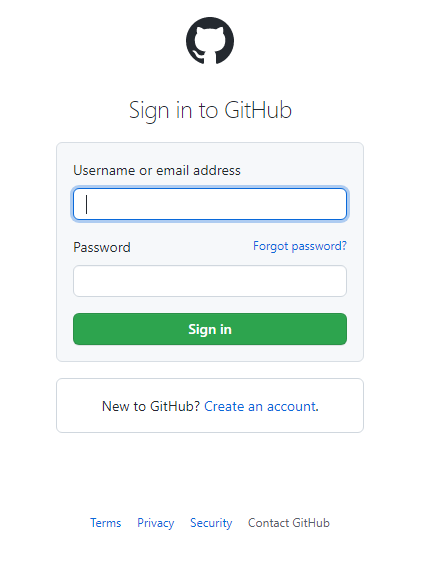 Sign in to GitHub
Username or email address
Password Forgot password?
Sign in
New to GitHub? Create an account.
Terms Privacy Security Contact GitHub